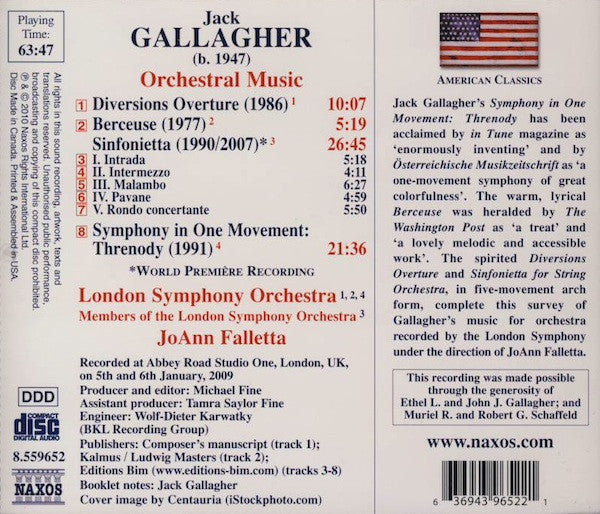 Playing
Time:
63:47
All rights in this sound recording, artwork, texts and
translations reserved. Unauthorised public performance,
broadcasting and copying of this compact disc prohibited.
℗ & © 2010 Naxos Rights International Ltd.
Disc Made in Canada. Printed & Assembled in USA.
DDD
COMPACT
disc
DIGITAL AUDIO
8.559652
NAXOS
Jack
GALLAGHER
(b. 1947)
Orchestral Music
1 Diversions Overture (1986) 1 10:07
2 Berceuse (1977) 2 5:19
Sinfonietta (1990/2007)* 3 26:45
3 I. Intrada 5:18
4 II. Intermezzo 4:11
5 III. Malambo 6:27
6 IV. Pavane 4:59
7 V. Rondo concertante 5:50
8 Symphony in One Movement:
Threnody (1991) 4 21:36
*WORLD PREMIÈRE RECORDING
London Symphony Orchestra 1, 2, 4
Members of the London Symphony Orchestra 3
JoAnn Falletta
Recorded at Abbey Road Studio One, London, UK,
on 5th and 6th January, 2009
Producer and editor: Michael Fine
Assistant producer: Tamra Saylor Fine
Engineer: Wolf-Dieter Karwatky
(BKL Recording Group)
Publishers: Composer's manuscript (track 1);
Kalmus / Ludwig Masters (track 2);
Editions Bim (www.editions-bim.com) (tracks 3-8)
Booklet notes: Jack Gallagher
Cover image by Centauria (iStockphoto.com)
AMERICAN CLASSICS
Jack Gallagher's Symphony in One
Movement: Threnody has been
acclaimed by in Tune magazine as
'enormously inventing' and by
Österreichische Musikzeitschrift as 'a
one-movement symphony of great
colorfulness'. The warm, lyrical
Berceuse was heralded by The
Washington Post as 'a treat' and
'a lovely melodic and accessible
work'. The spirited Diversions
Overture and Sinfonietta for String
Orchestra, in five-movement arch
form, complete this survey of
Gallagher's music for orchestra
recorded by the London Symphony
under the direction of JoAnn Falletta.
This recording was made possible
through the generosity of
Ethel L. and John J. Gallagher; and
Muriel R. and Robert G. Schaffeld
www.naxos.com
6 36943 96522 1